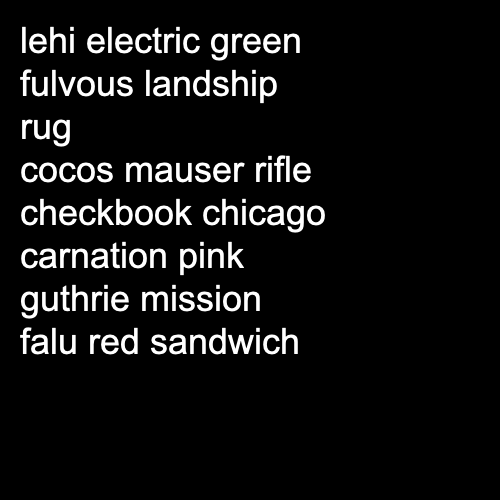 lehi electric green
fulvous landship
rug
cocos mauser rifle
checkbook chicago
carnation pink
guthrie mission
falu red sandwich